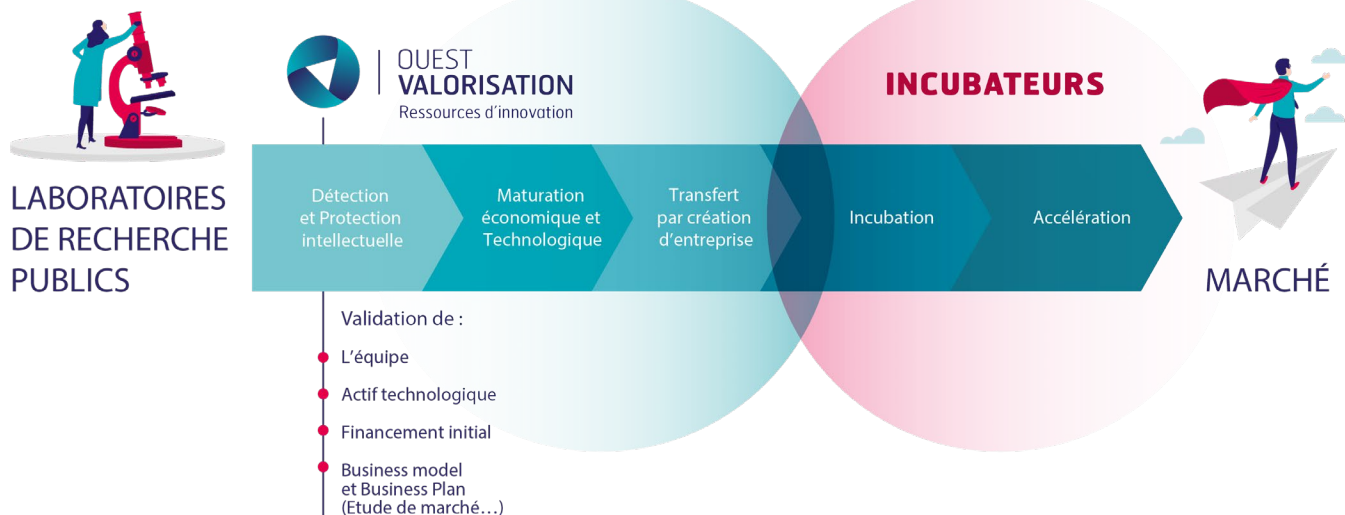 OUEST
VALORISATION
Ressources d'innovation
INCUBATEURS
LABORATOIRES
DE RECHERCHE
PUBLICS
Détection
et Protection
intellectuelle
Maturation
économique et
Technologique
Transfert
par création
d'entreprise
Incubation
Accélération
MARCHÉ
Validation de :
L'équipe
Actif technologique
Financement initial
Business model
et Business Plan
(Etude de marché...)